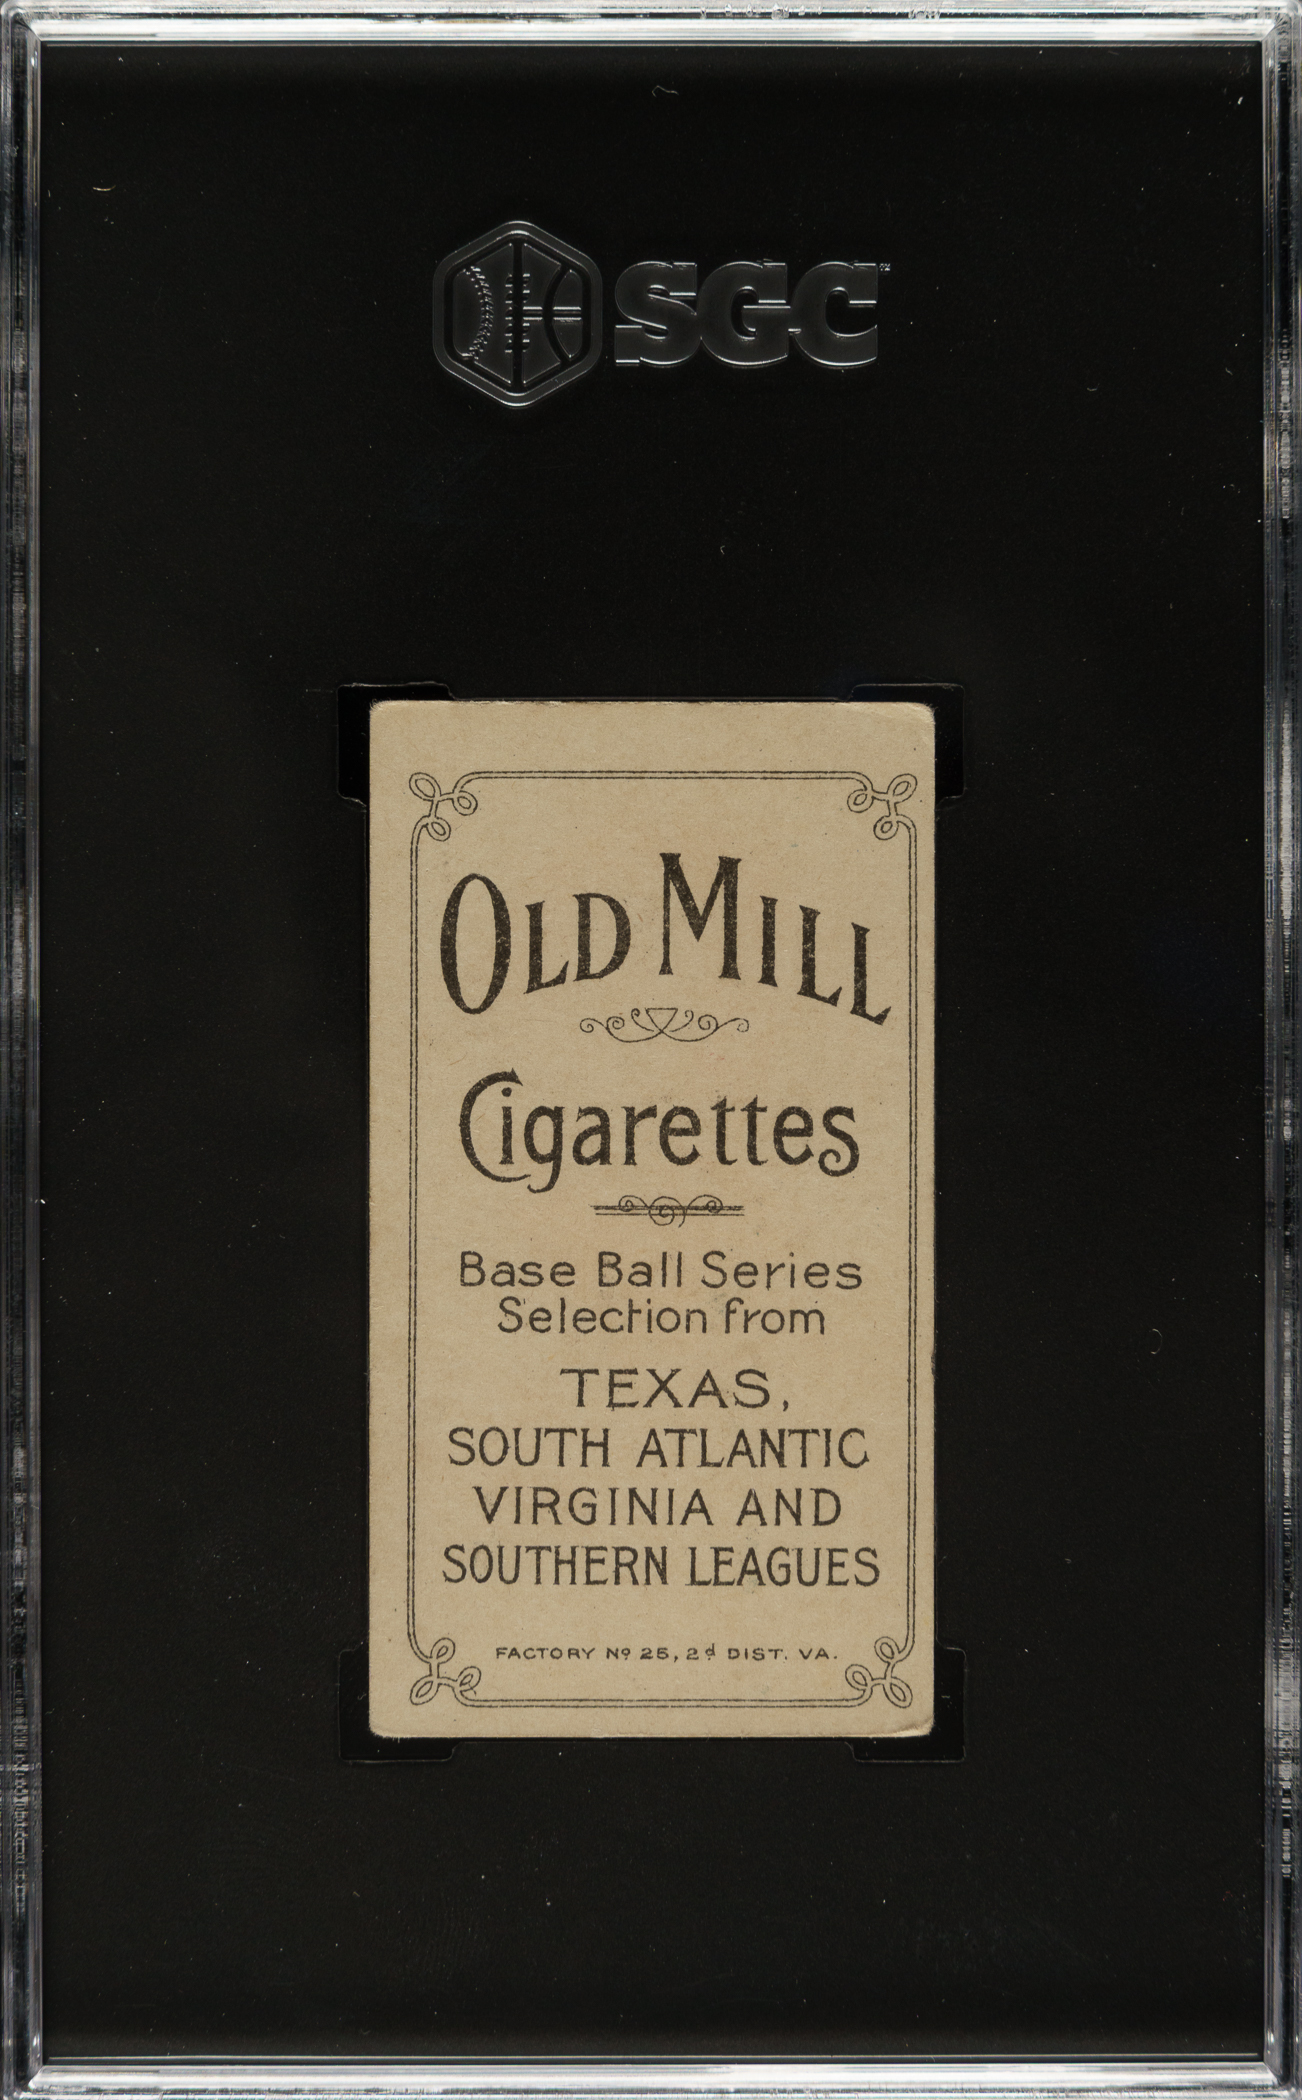 SGC™
OLD MILL
Cigarettes
Base Ball Series
Selection from
TEXAS,
SOUTH ATLANTIC
VIRGINIA AND
SOUTHERN LEAGUES
FACTORY Nº 25, 2d DIST. VA.